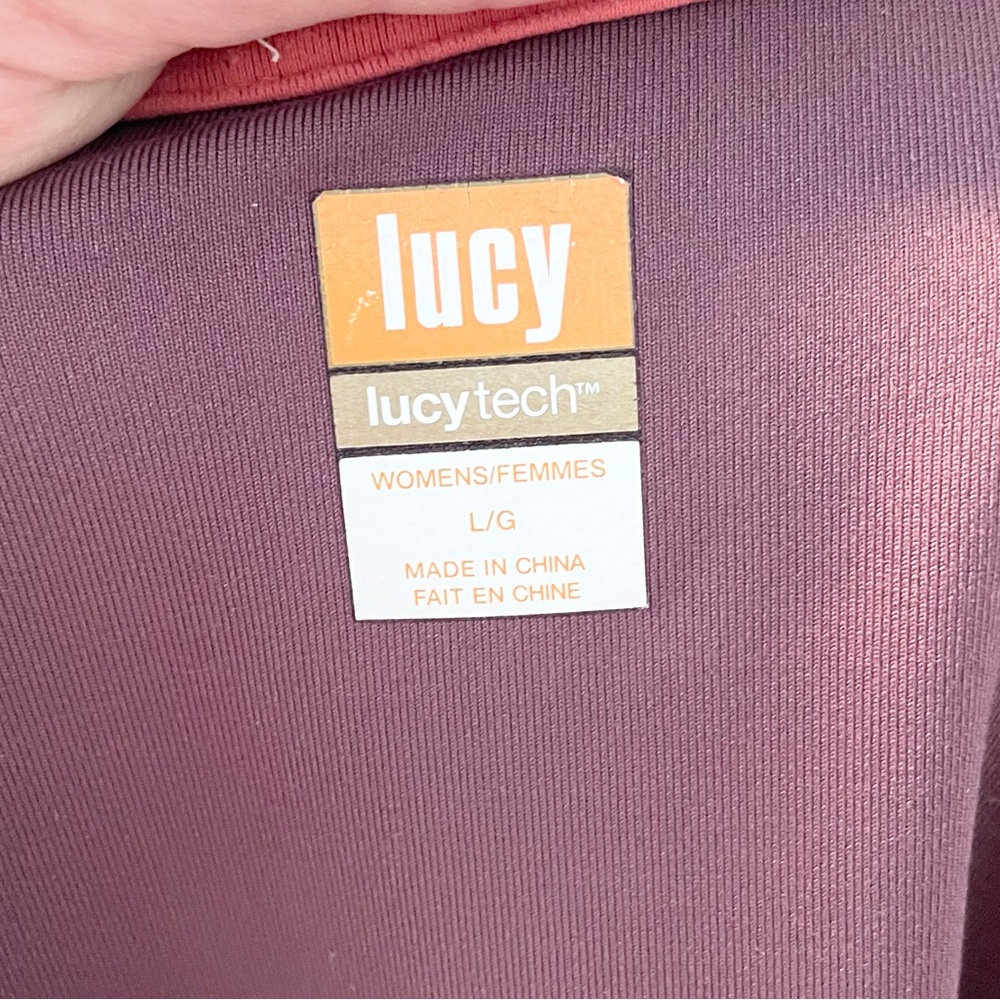 lucy
lucytech™
WOMENS/FEMMES
L/G
MADE IN CHINA
FAIT EN CHINE